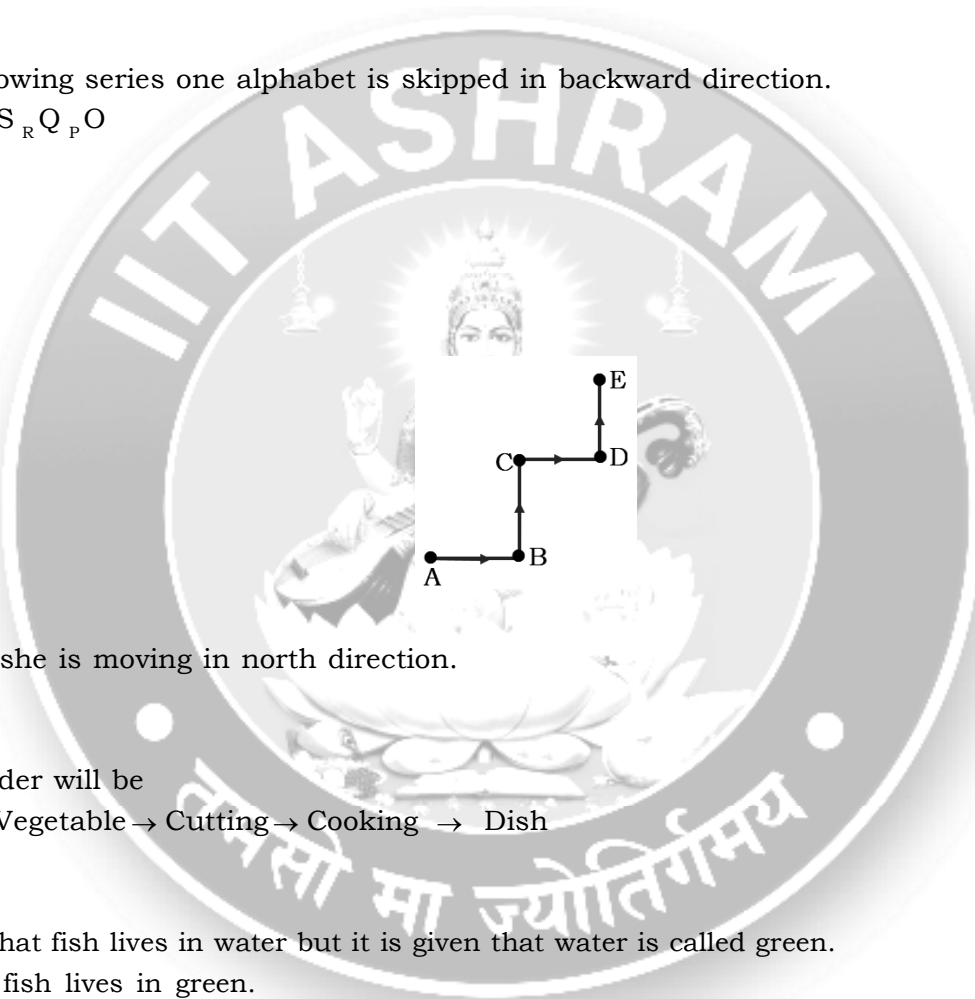 owing series one alphabet is skipped in backward direction.
S R Q P O
IIT ASHRAM
E
C D
B
A
she is moving in north direction.
der will be
Vegetable → Cutting → Cooking → Dish
तमसो मा ज्योतिर्गमय
hat fish lives in water but it is given that water is called green.
fish lives in green.